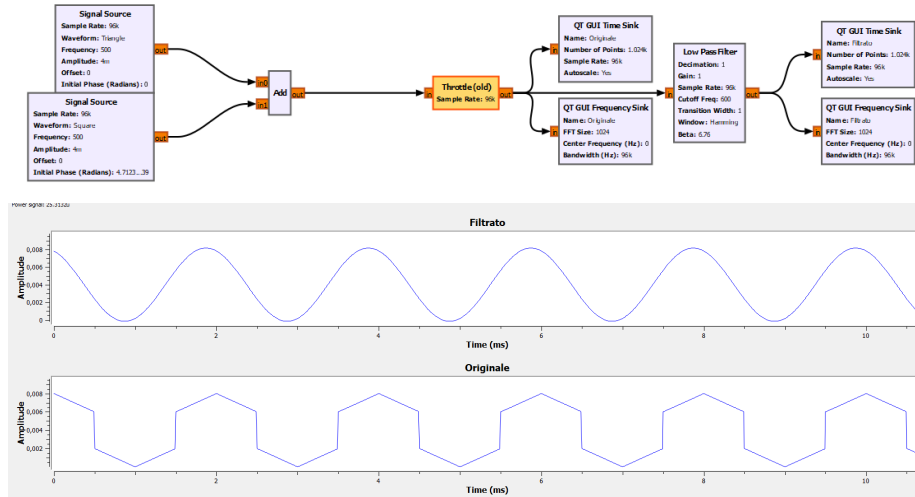 Signal Source
Sample Rate: 96k
Waveform: Triangle
Frequency: 500
Amplitude: 4m
Offset: 0
Initial Phase (Radians): 0
out
Signal Source
Sample Rate: 96k
Waveform: Square
Frequency: 500
Amplitude: 4m
Offset: 0
Initial Phase (Radians): 4.7123...39
out
in0
in1
Add
out
in
Throttle (old)
Sample Rate: 96k
out
in
QT GUI Time Sink
Name: Originale
Number of Points: 1.024k
Sample Rate: 96k
Autoscale: Yes
in
QT GUI Frequency Sink
Name: Originale
FFT Size: 1024
Center Frequency (Hz): 0
Bandwidth (Hz): 96k
in
Low Pass Filter
Decimation: 1
Gain: 1
Sample Rate: 96k
Cutoff Freq: 600
Transition Width: 1
Window: Hamming
Beta: 6.76
out
in
QT GUI Time Sink
Name: Filtrato
Number of Points: 1.024k
Sample Rate: 96k
Autoscale: Yes
in
QT GUI Frequency Sink
Name: Filtrato
FFT Size: 1024
Center Frequency (Hz): 0
Bandwidth (Hz): 96k
Power signal:
Filtrato
Amplitude
0,008
0,006
0,004
0,002
0
0
2
4
6
8
10
Time (ms)
Originale
Amplitude
0,008
0,006
0,004
0,002
0
2
4
6
8
10
Time (ms)